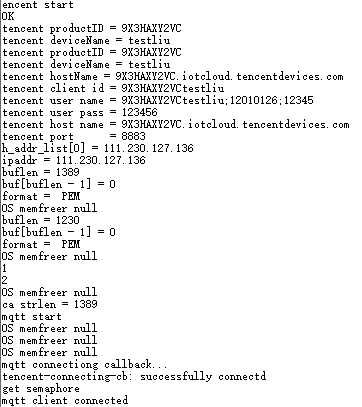 encent start
OK
tencent productID = 9X3HAXY2VC
tencent deviceName = testliu
tencent productID = 9X3HAXY2VC
tencent deviceName = testliu
tencent hostName = 9X3HAXY2VC.iotcloud.tencentdevices.com
tencent client id = 9X3HAXY2VCtestliu
tencent user name = 9X3HAXY2VCtestliu;12010126;12345
tencent user pass = 123456
tencent host name = 9X3HAXY2VC.iotcloud.tencentdevices.com
tencent port = 8883
h_addr_list[0] = 111.230.127.136
ipaddr = 111.230.127.136
buflen = 1389
buf[buflen - 1] = 0
format = PEM
OS memfreer null
buflen = 1230
buf[buflen - 1] = 0
format = PEM
OS memfreer null
1
2
OS memfreer null
ca strlen = 1389
mqtt start
OS memfreer null
OS memfreer null
OS memfreer null
mqtt connectiong callback...
tencent-connecting-cb: successfully connectd
get semaphore
mqtt client connected